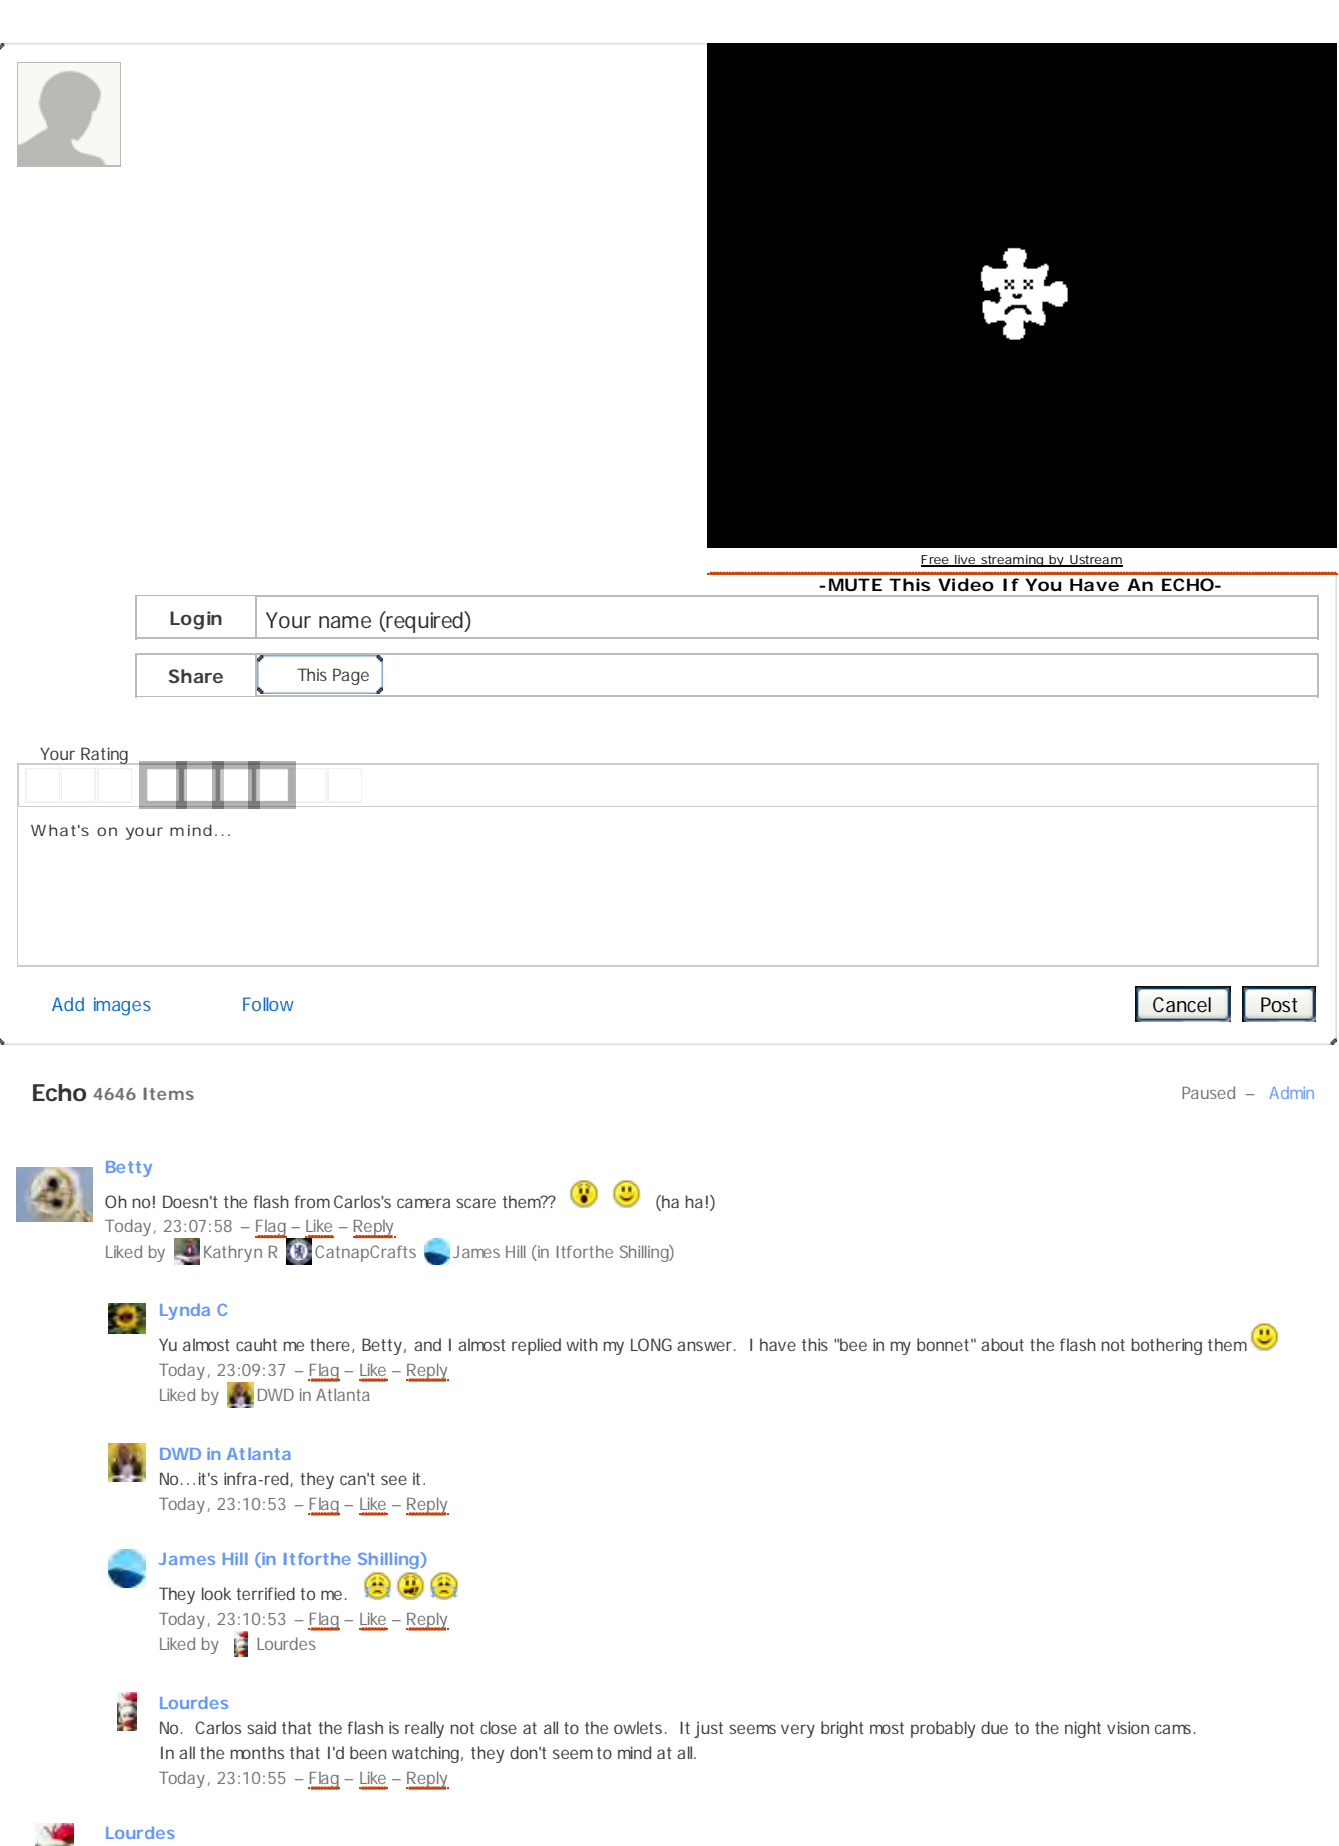 Free live streaming by Ustream
-MUTE This Video If You Have An ECHO-
Login
Your name (required)
Share
This Page
Your Rating
What's on your mind...
Add images
Follow
Cancel
Post
Echo 4646 Items
Paused – Admin
Betty
Oh no! Doesn't the flash from Carlos's camera scare them?? (ha ha!)
Today, 23:07:58 – Flag – Like – Reply
Liked by Kathryn R CatnapCrafts James Hill (in Itforthe Shilling)
Lynda C
Yu almost cauht me there, Betty, and I almost replied with my LONG answer. I have this "bee in my bonnet" about the flash not bothering them
Today, 23:09:37 – Flag – Like – Reply
Liked by DWD in Atlanta
DWD in Atlanta
No...it's infra-red, they can't see it.
Today, 23:10:53 – Flag – Like – Reply
James Hill (in Itforthe Shilling)
They look terrified to me.
Today, 23:10:53 – Flag – Like – Reply
Liked by Lourdes
Lourdes
No. Carlos said that the flash is really not close at all to the owlets. It just seems very bright most probably due to the night vision cams.
In all the months that I'd been watching, they don't seem to mind at all.
Today, 23:10:55 – Flag – Like – Reply
Lourdes